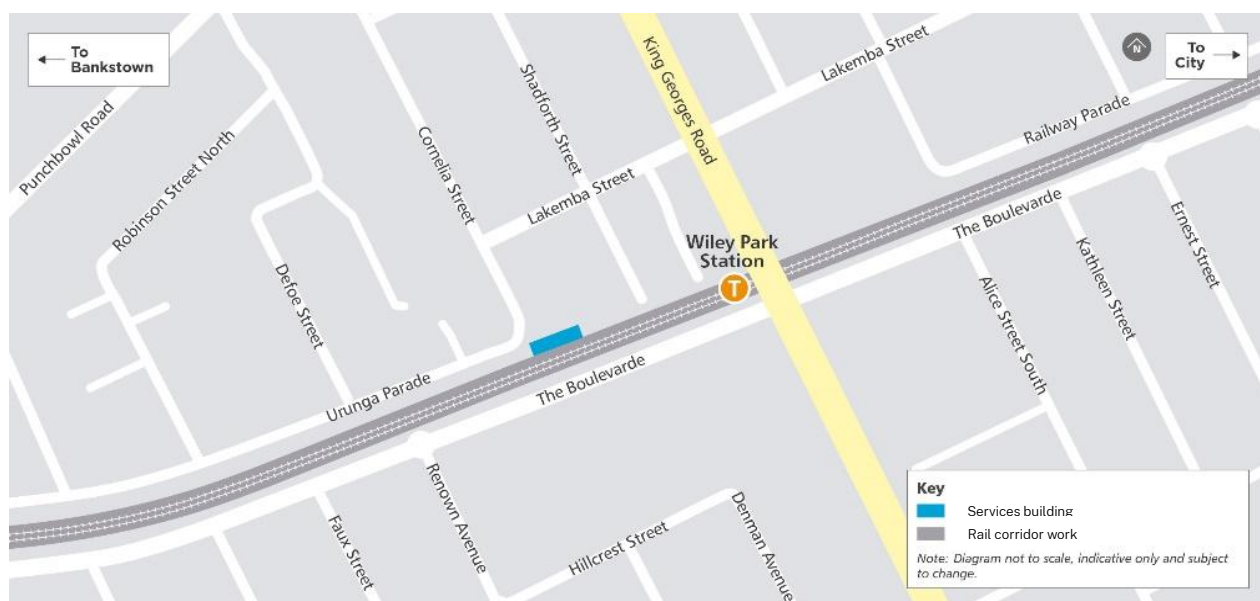 To
Bankstown
To
City
N
King Georges Road
Lakemba Street
Shadforth Street
Railway Parade
Punchbowl Road
Cornelia Street
Robinson Street North
Lakemba Street
The Boulevarde
Ernest Street
Wiley Park
Station
T
Kathleen Street
Defoe Street
Alice Street South
Urunga Parade
The Boulevarde
Renown Avenue
Faux Street
Hillcrest Street
Denman Avenue
Key
Services building
Rail corridor work
Note: Diagram not to scale, indicative only and subject
to change.